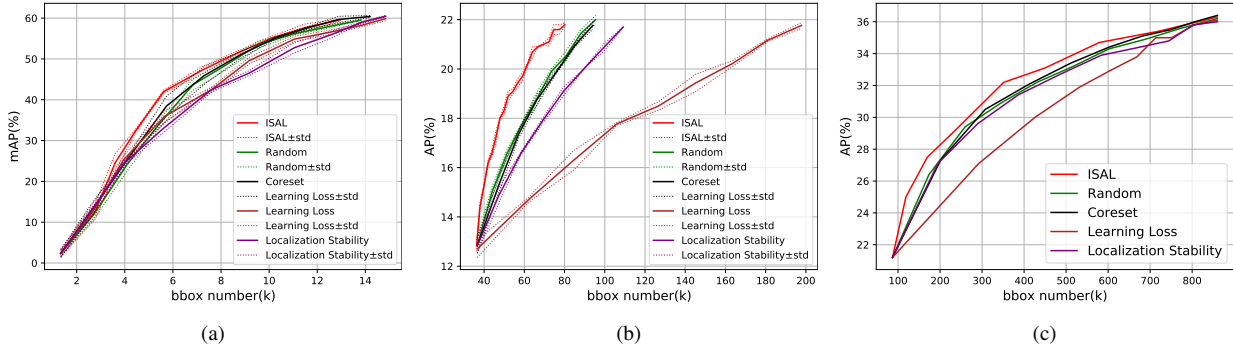 60
50
40
30
20
10
0
mAP(%)
2
4
6
8
10
12
14
bbox number(k)
ISAL
ISAL±std
Random
Random±std
Coreset
Learning Loss±std
Learning Loss
Learning Loss±std
Localization Stability
Localization Stability±std
(a)
22
20
18
16
14
12
AP(%)
40
60
80
100
120
140
160
180
200
bbox number(k)
ISAL
ISAL±std
Random
Random±std
Coreset
Learning Loss±std
Learning Loss
Learning Loss±std
Localization Stability
Localization Stability±std
(b)
36
34
32
30
28
26
24
22
AP(%)
100
200
300
400
500
600
700
800
bbox number(k)
ISAL
Random
Coreset
Learning Loss
Localization Stability
(c)